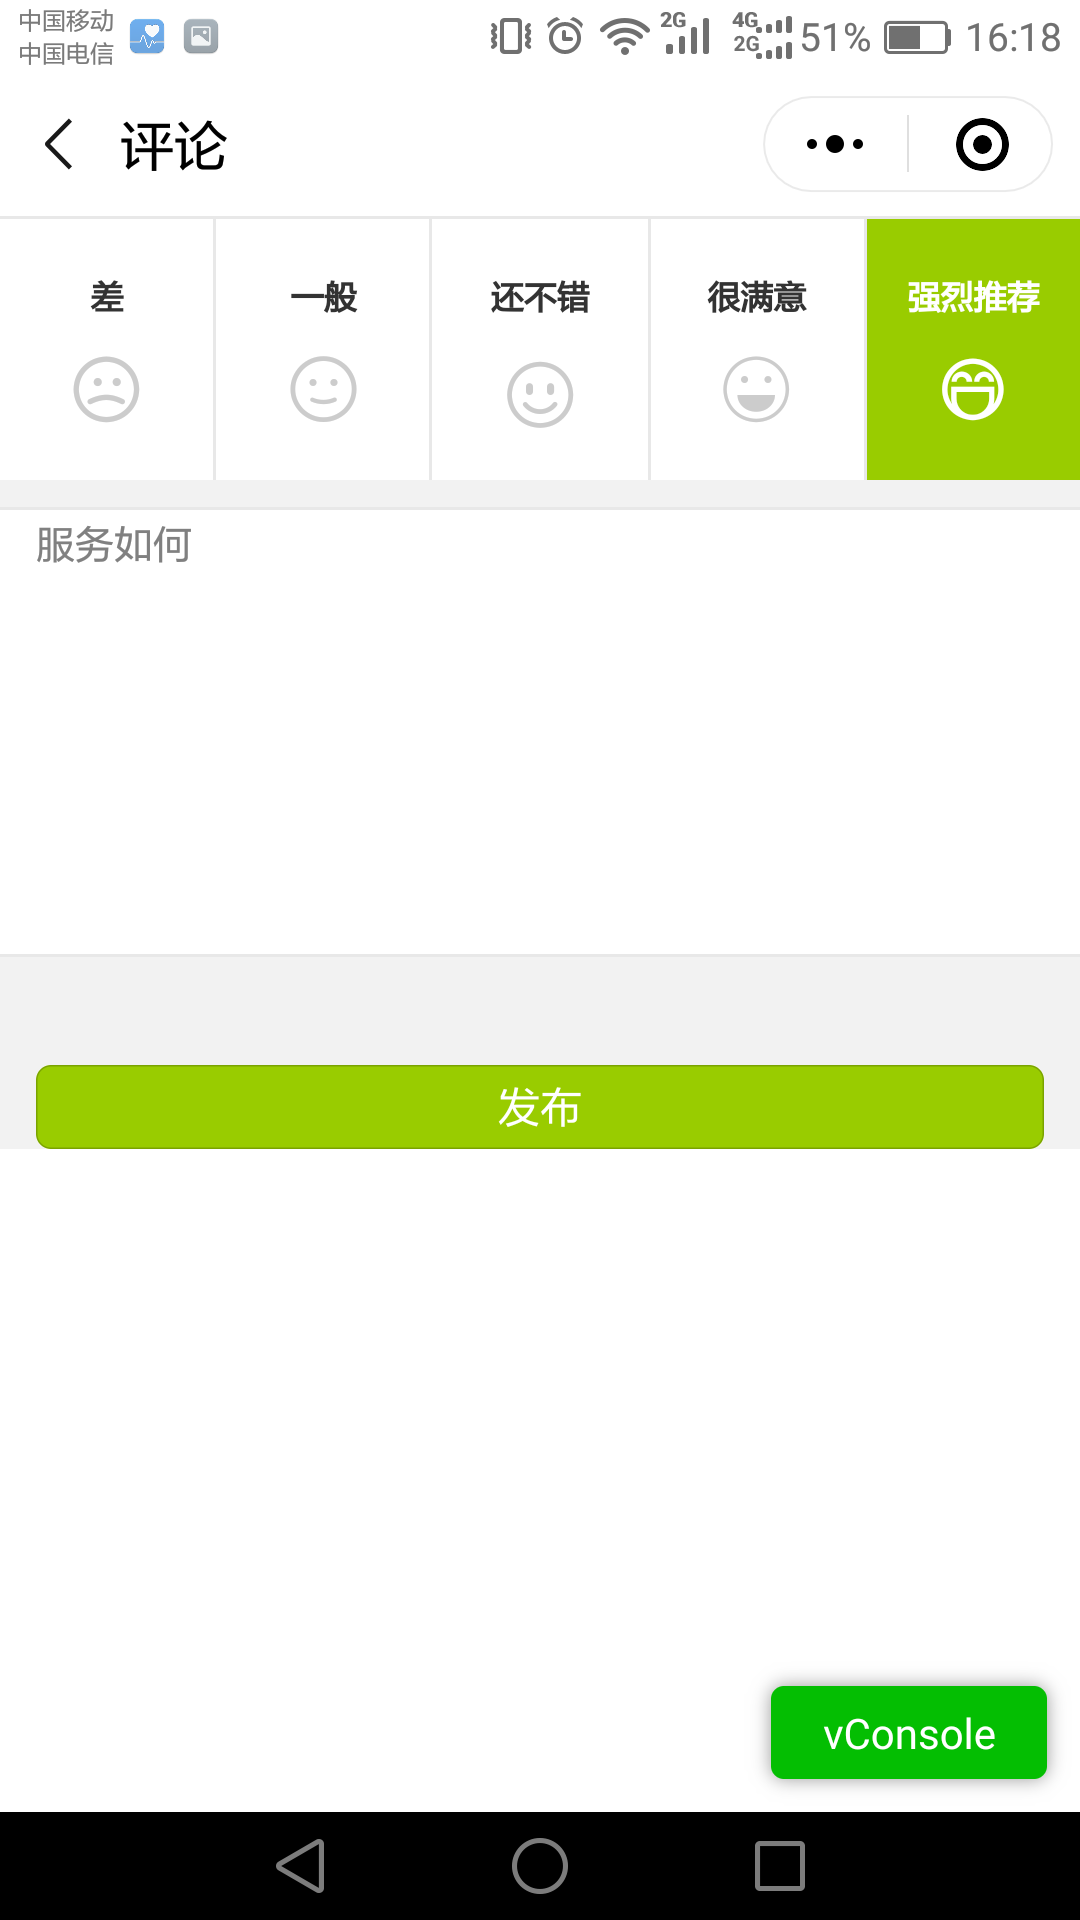 中国移动
中国电信
2G
4G
2G
51%
16:18
评论
差
一般
还不错
很满意
强烈推荐
服务如何
发布
vConsole